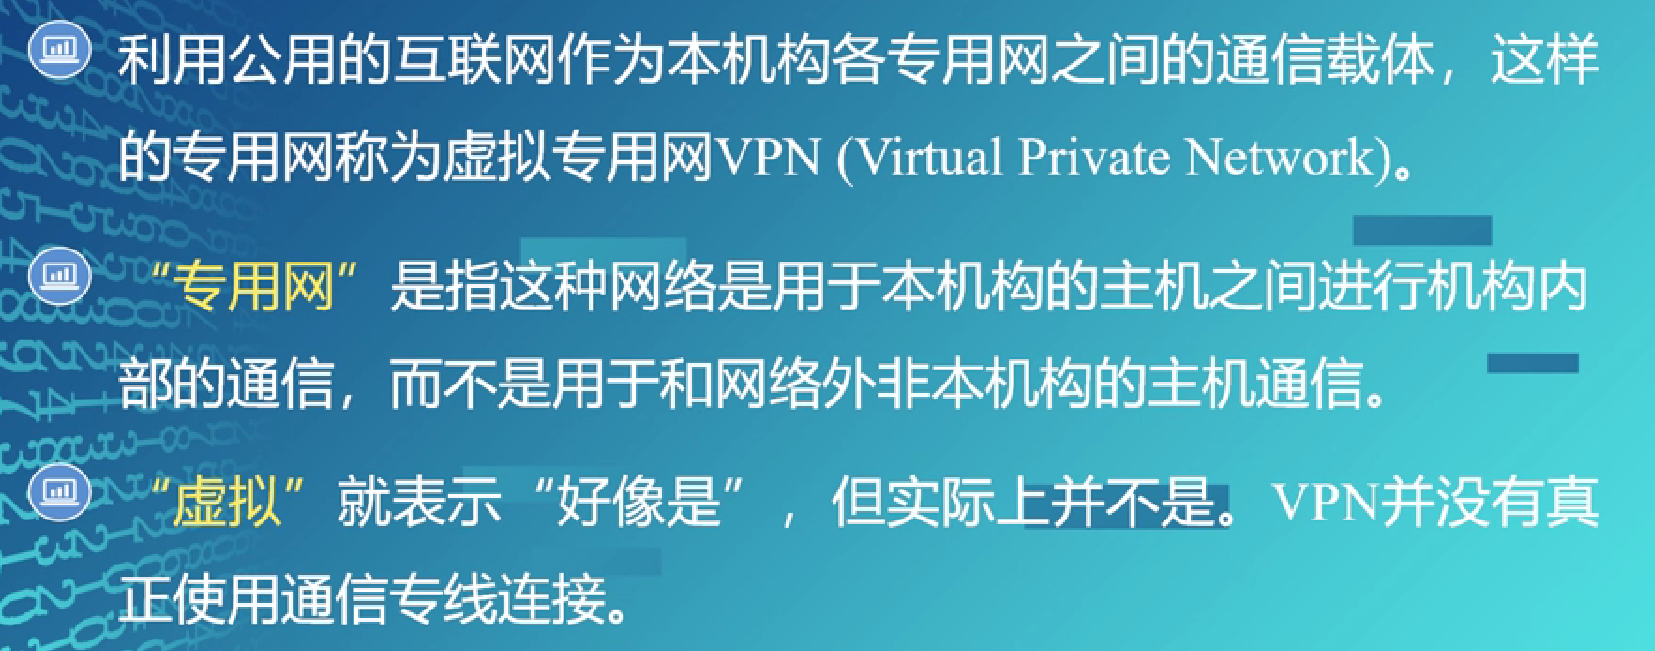 利用公用的互联网作为本机构各专用网之间的通信载体，这样
的专用网称为虚拟专用网VPN (Virtual Private Network)。
“专用网”是指这种网络是用于本机构的主机之间进行机构内
部的通信，而不是用于和网络外非本机构的主机通信。
“虚拟”就表示“好像是”，但实际上并不是。VPN并没有真
正使用通信专线连接。